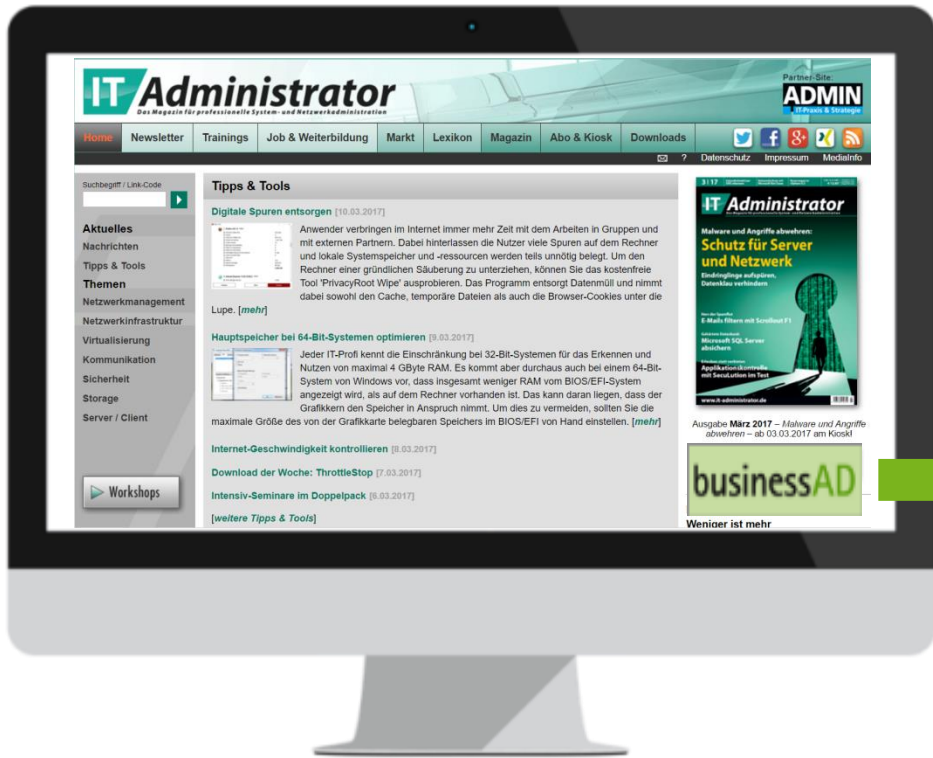 IT Administrator
Das Magazin für professionelle System- und Netzwerkadministration
Partner-Site:
ADMIN
IT-Praxis & Strategie
Home Newsletter Trainings Job & Weiterbildung Markt Lexikon Magazin Abo & Kiosk Downloads
? Datenschutz Impressum MediaInfo
Suchbegriff / Link-Code
Aktuelles
Nachrichten
Tipps & Tools
Themen
Netzwerkmanagement
Netzwerkinfrastruktur
Virtualisierung
Kommunikation
Sicherheit
Storage
Server / Client
Workshops
Tipps & Tools
Digitale Spuren entsorgen [10.03.2017]
Anwender verbringen im Internet immer mehr Zeit mit dem Arbeiten in Gruppen und
mit externen Partnern. Dabei hinterlassen die Nutzer viele Spuren auf dem Rechner
und lokale Systemspeicher und -ressourcen werden teils unnötig belegt. Um den
Rechner einer gründlichen Säuberung zu unterziehen, können Sie das kostenfreie
Tool 'PrivacyRoot Wipe' ausprobieren. Das Programm entsorgt Datenmüll und nimmt
dabei sowohl den Cache, temporäre Dateien als auch die Browser-Cookies unter die
Lupe. [mehr]
Hauptspeicher bei 64-Bit-Systemen optimieren [9.03.2017]
Jeder IT-Profi kennt die Einschränkung bei 32-Bit-Systemen für das Erkennen und
Nutzen von maximal 4 GByte RAM. Es kommt aber durchaus auch bei einem 64-Bit-
System von Windows vor, dass insgesamt weniger RAM vom BIOS/EFI-System
angezeigt wird, als auf dem Rechner vorhanden ist. Das kann daran liegen, dass der
Grafikkern den Speicher in Anspruch nimmt. Um dies zu vermeiden, sollten Sie die
maximale Größe des von der Grafikkarte belegbaren Speichers im BIOS/EFI von Hand einstellen. [mehr]
Internet-Geschwindigkeit kontrollieren [8.03.2017]
Download der Woche: ThrottleStop [7.03.2017]
Intensiv-Seminare im Doppelpack [6.03.2017]
[weitere Tipps & Tools]
3 | 17
IT Administrator
Malware und Angriffe abwehren:
Schutz für Server
und Netzwerk
Eindringlinge aufspüren,
Datenklau verhindern
E-Mails filtern mit Scrollout F1
Microsoft SQL Server
absichern
Applikationskontrolle
mit SecuLution im Test
www.it-administrator.de
Ausgabe März 2017 – Malware und Angriffe
abwehren – ab 03.03.2017 am Kiosk!
businessAD
Weniger ist mehr